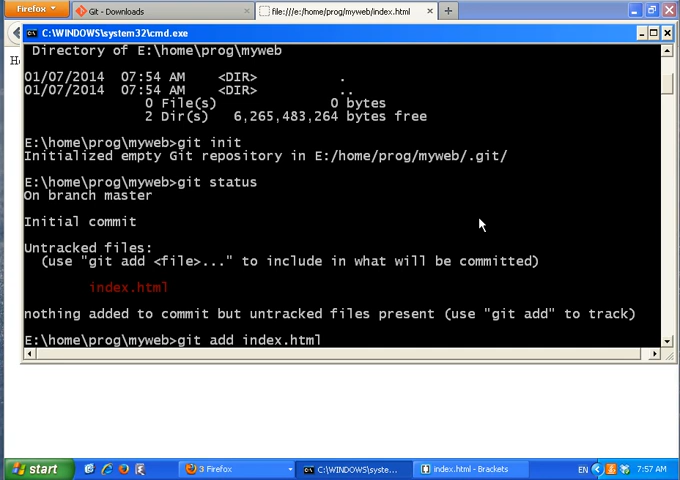 Firefox
Git - Downloads
file:///e:/home/prog/myweb/index.html
C:\WINDOWS\system32\cmd.exe
Directory of E:\home\prog\myweb
01/07/2014 07:54 AM <DIR> .
01/07/2014 07:54 AM <DIR> ..
0 File(s) 0 bytes
2 Dir(s) 6,265,483,264 bytes free
E:\home\prog\myweb>git init
Initialized empty Git repository in E:/home/prog/myweb/.git/
E:\home\prog\myweb>git status
On branch master
Initial commit
Untracked files:
(use "git add <file>..." to include in what will be committed)
index.html
nothing added to commit but untracked files present (use "git add" to track)
E:\home\prog\myweb>git add index.html
start
3 Firefox
C:\WINDOWS\syste...
index.html - Brackets
EN
7:57 AM